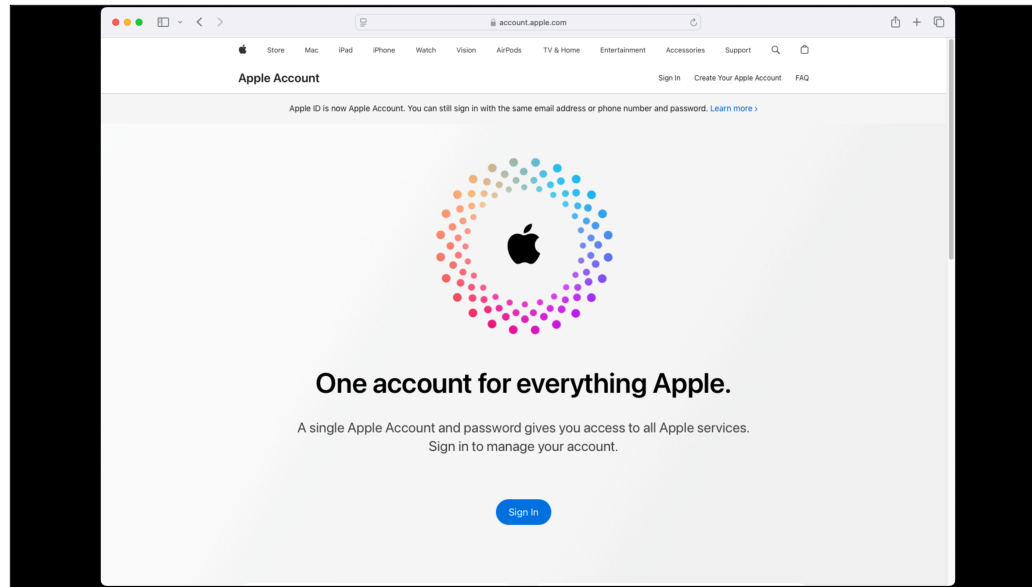 account.apple.com
Store Mac iPad iPhone Watch Vision AirPods TV & Home Entertainment Accessories Support
Apple Account
Sign In Create Your Apple Account FAQ
Apple ID is now Apple Account. You can still sign in with the same email address or phone number and password. Learn more >
One account for everything Apple.
A single Apple Account and password gives you access to all Apple services.
Sign in to manage your account.
Sign In